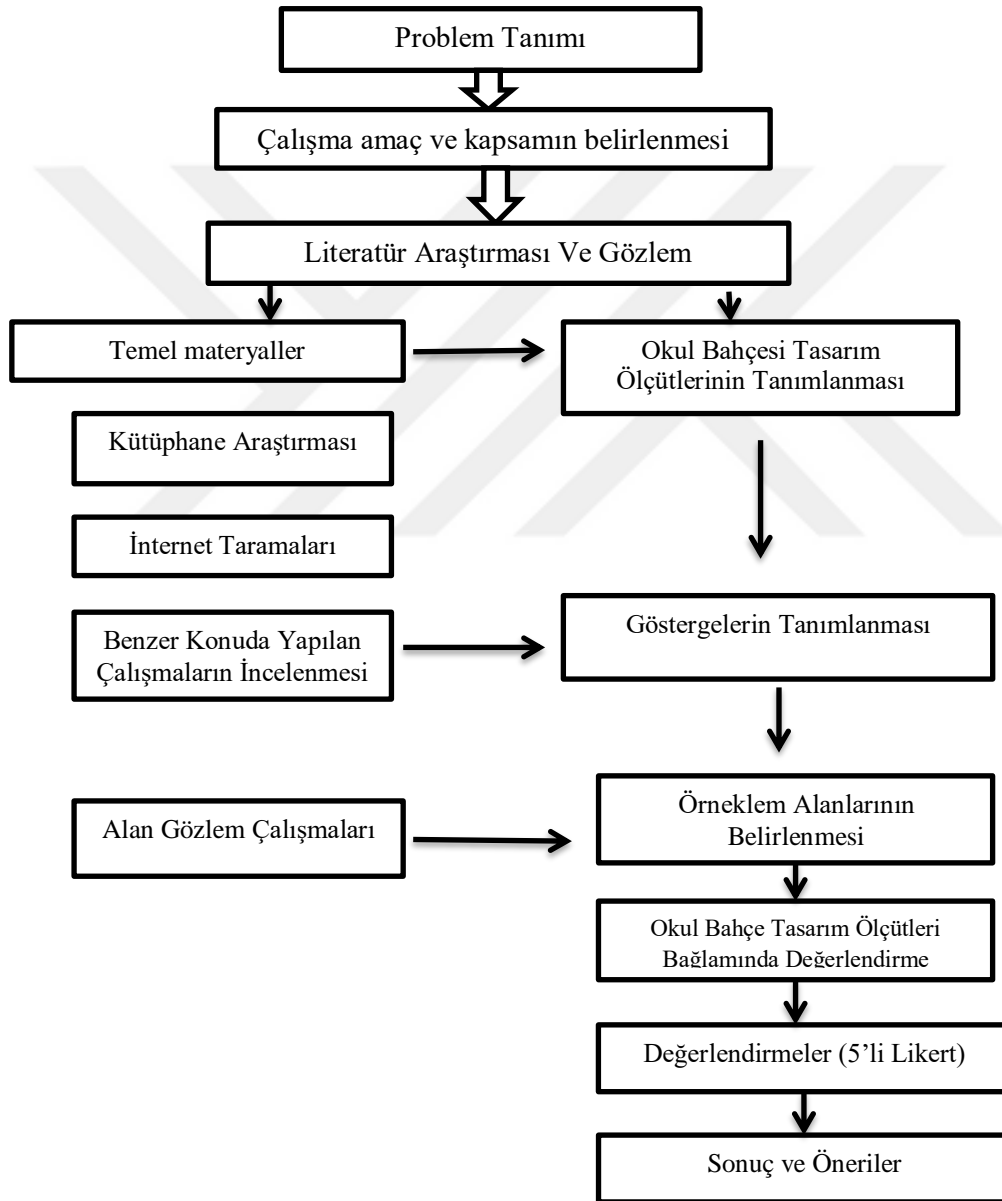 Problem Tanımı
Çalışma amaç ve kapsamın belirlenmesi
Literatür Araştırması Ve Gözlem
Temel materyaller
Okul Bahçesi Tasarım
Ölçütlerinin Tanımlanması
Kütüphane Araştırması
İnternet Taramaları
Benzer Konuda Yapılan
Çalışmaların İncelenmesi
Göstergelerin Tanımlanması
Alan Gözlem Çalışmaları
Örneklem Alanlarının
Belirlenmesi
Okul Bahçe Tasarım Ölçütleri
Bağlamında Değerlendirme
Değerlendirmeler (5’li Likert)
Sonuç ve Öneriler